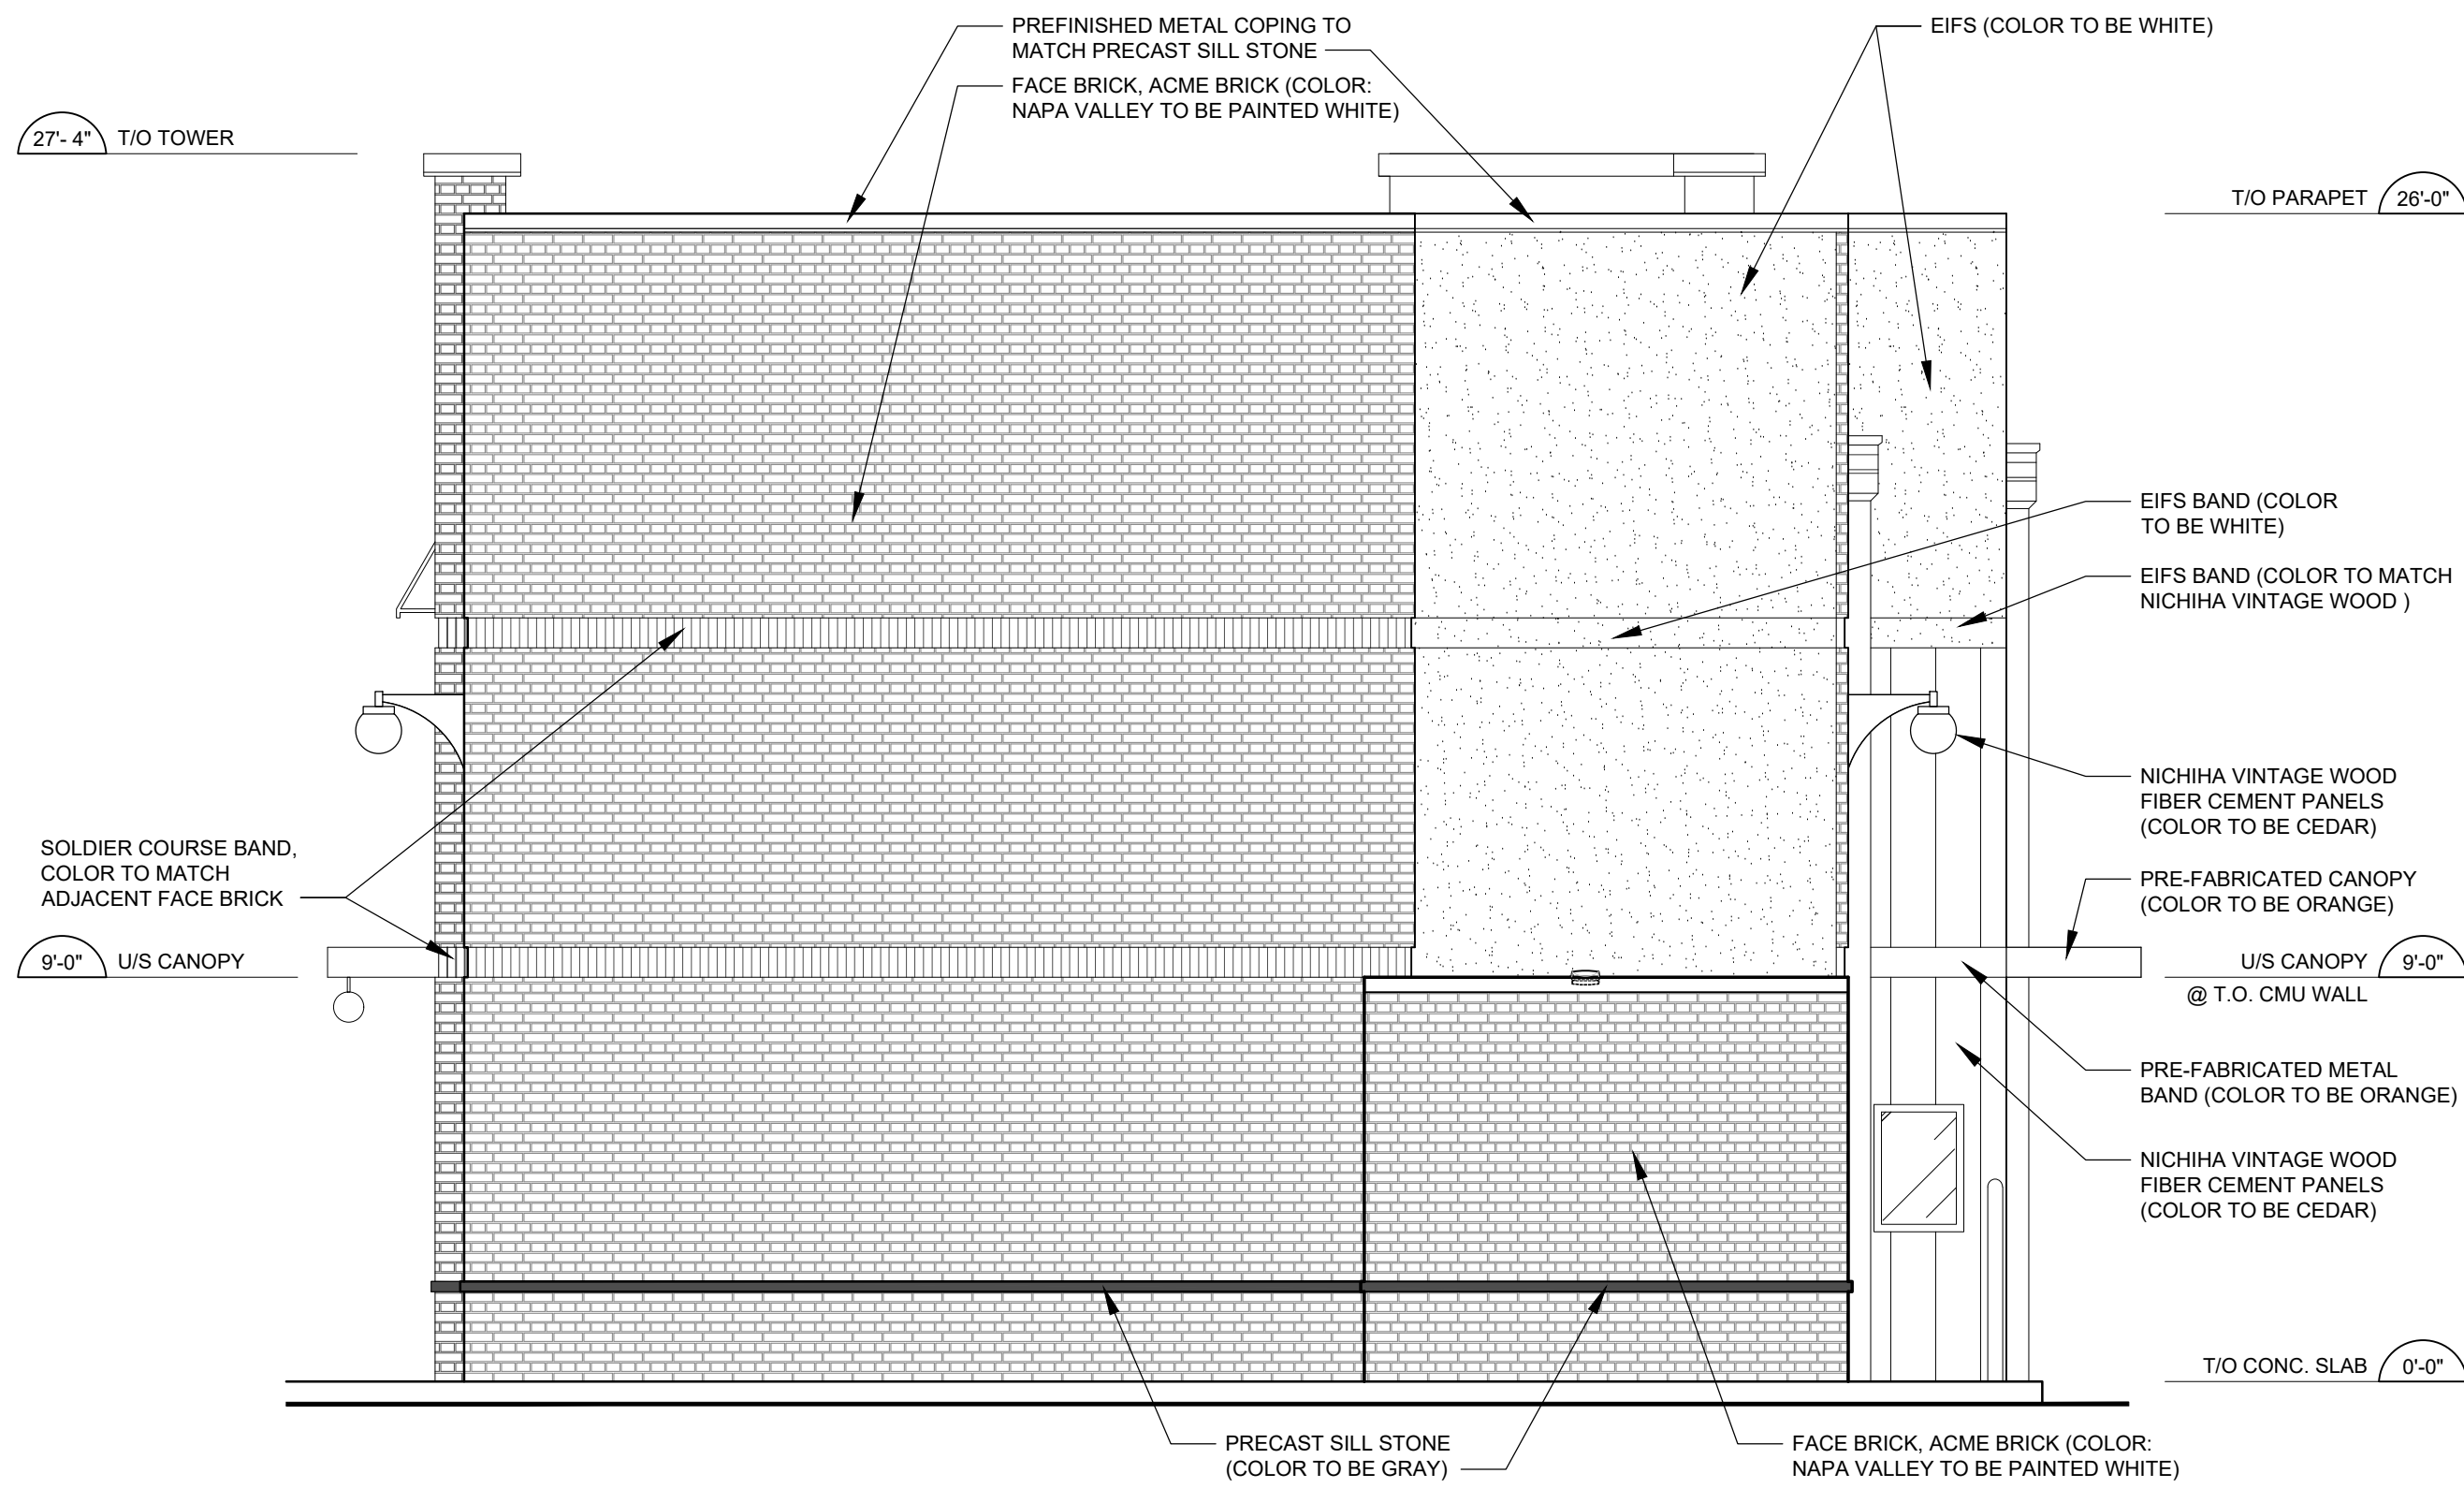 PREFINISHED METAL COPING TO
MATCH PRECAST SILL STONE
FACE BRICK, ACME BRICK (COLOR:
NAPA VALLEY TO BE PAINTED WHITE)
EIFS (COLOR TO BE WHITE)
27'- 4" T/O TOWER
T/O PARAPET 26'-0"
EIFS BAND (COLOR
TO BE WHITE)
EIFS BAND (COLOR TO MATCH
NICHIHA VINTAGE WOOD )
NICHIHA VINTAGE WOOD
FIBER CEMENT PANELS
(COLOR TO BE CEDAR)
SOLDIER COURSE BAND,
COLOR TO MATCH
ADJACENT FACE BRICK
PRE-FABRICATED CANOPY
(COLOR TO BE ORANGE)
9'-0" U/S CANOPY
U/S CANOPY 9'-0"
@ T.O. CMU WALL
PRE-FABRICATED METAL
BAND (COLOR TO BE ORANGE)
NICHIHA VINTAGE WOOD
FIBER CEMENT PANELS
(COLOR TO BE CEDAR)
T/O CONC. SLAB 0'-0"
PRECAST SILL STONE
(COLOR TO BE GRAY)
FACE BRICK, ACME BRICK (COLOR:
NAPA VALLEY TO BE PAINTED WHITE)